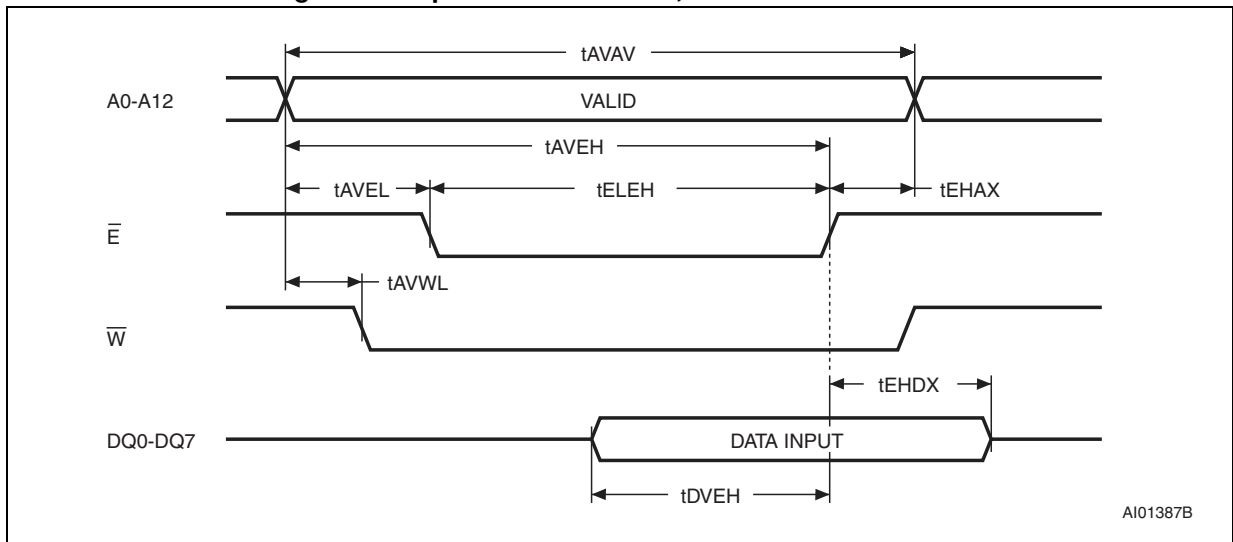 tAVAV
A0-A12
VALID
tAVEH
tAVEL
tELEH
tEHAX
E̅
tAVWL
W̅
tEHDX
DQ0-DQ7
DATA INPUT
tDVEH
AI01387B